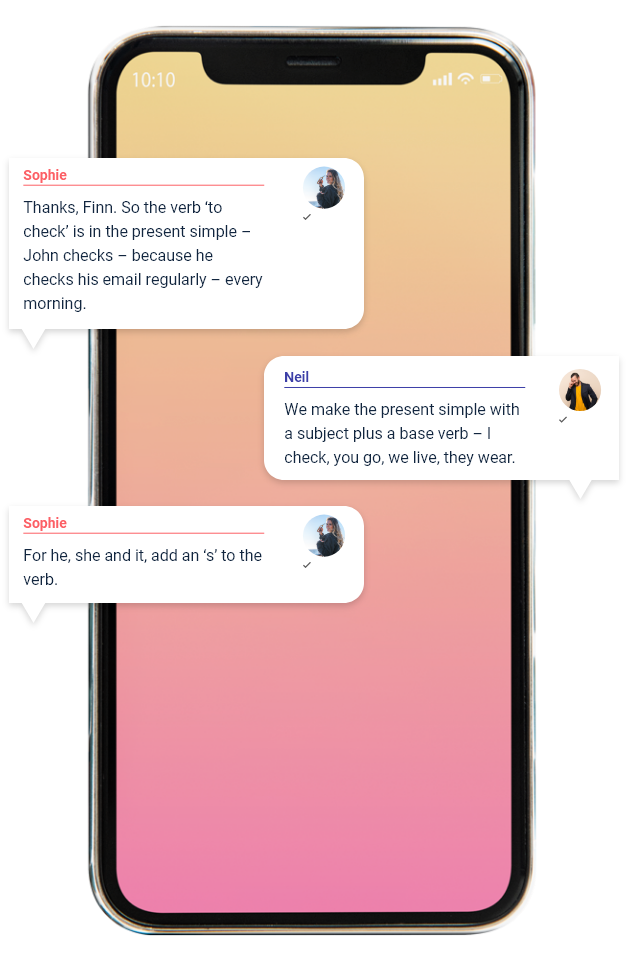 10:10
Sophie
Thanks, Finn. So the verb ‘to
check’ is in the present simple –
John checks – because he
checks his email regularly – every
morning.
Neil
We make the present simple with
a subject plus a base verb – I
check, you go, we live, they wear.
Sophie
For he, she and it, add an ‘s’ to the
verb.